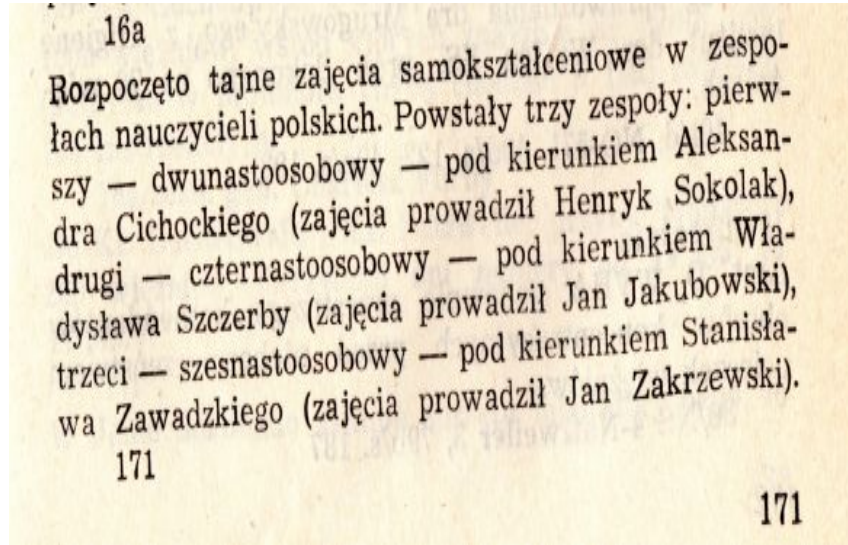 16a
Rozpoczęto tajne zajęcia samokształceniowe w zespo-
łach nauczycieli polskich. Powstały trzy zespoły: pierw-
szy — dwunastoosobowy — pod kierunkiem Aleksan-
dra Cichockiego (zajęcia prowadził Henryk Sokolak),
drugi — czternastoosobowy — pod kierunkiem Wła-
dysława Szczerby (zajęcia prowadził Jan Jakubowski),
trzeci — szesnastoosobowy — pod kierunkiem Stanisła-
wa Zawadzkiego (zajęcia prowadził Jan Zakrzewski).
171
171